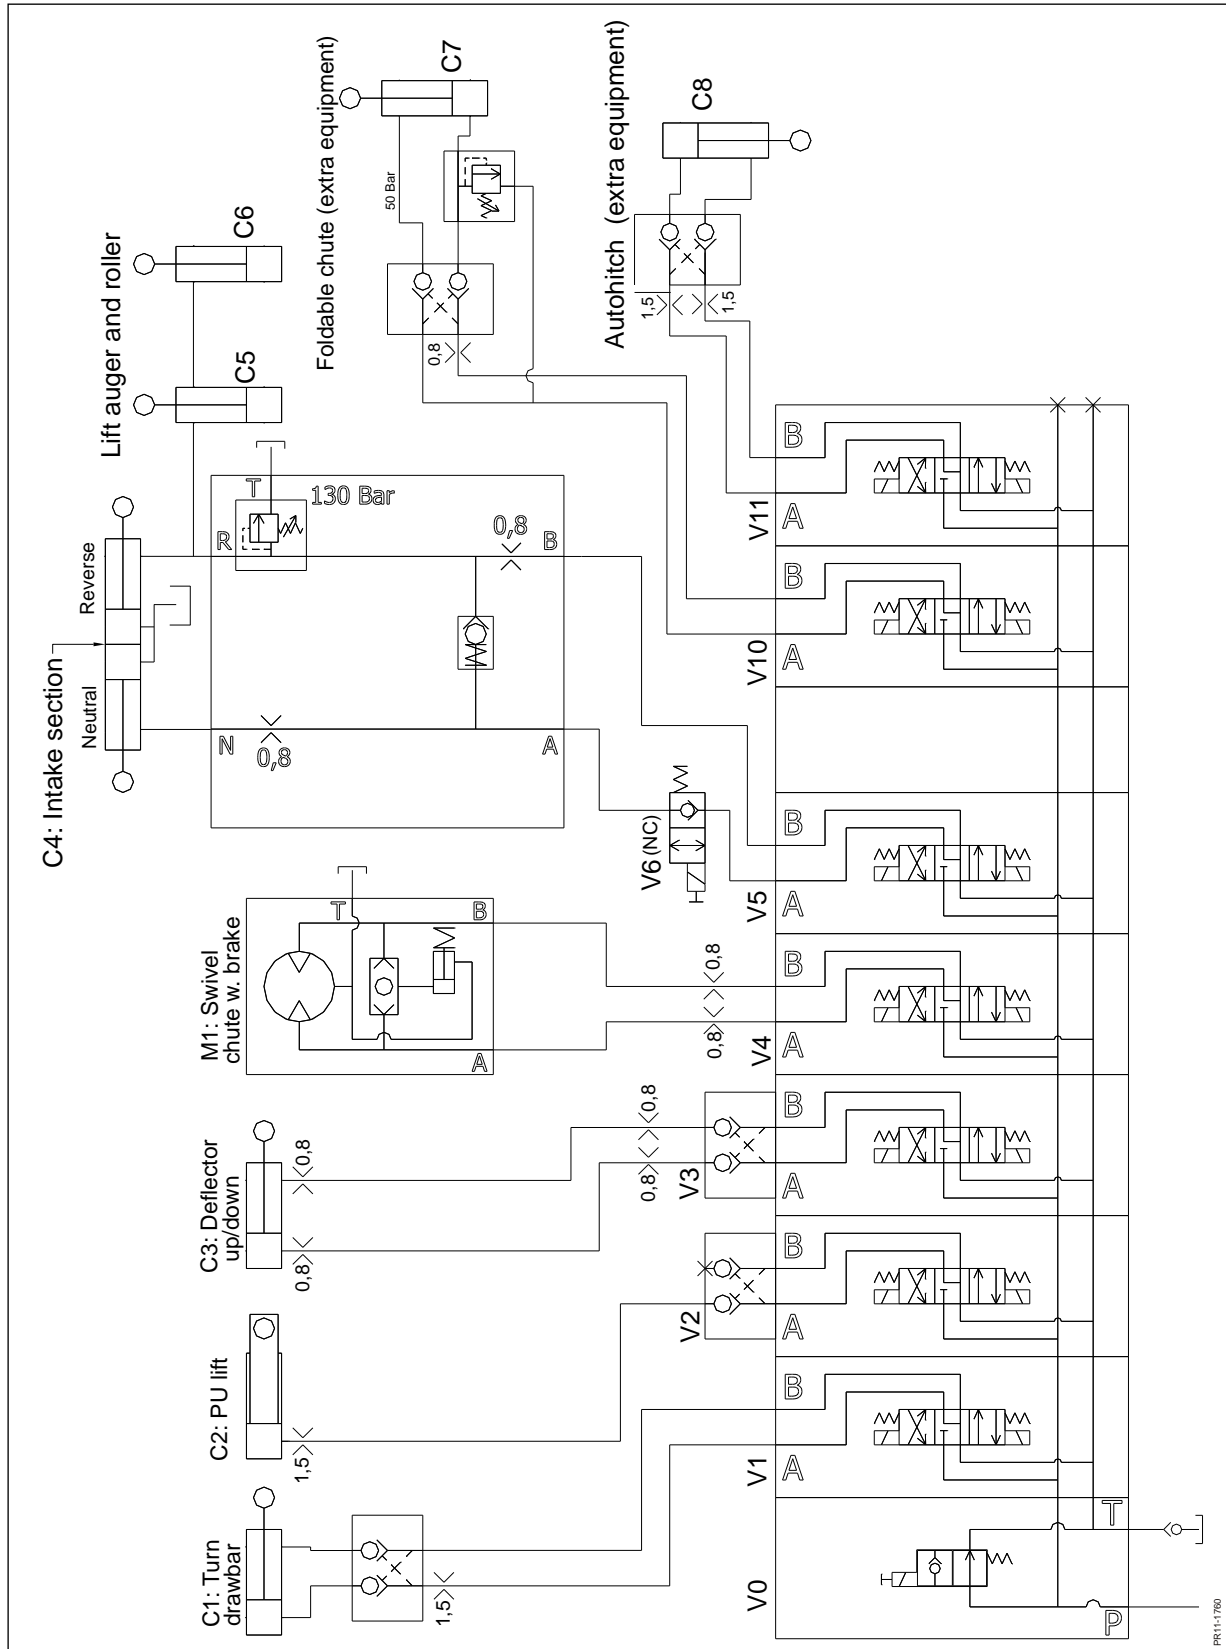 C4: Intake section
Neutral
Reverse
Lift auger and roller
C5
C6
Foldable chute (extra equipment)
C7
50 Bar
0,8
Autohitch (extra equipment)
C8
1,5
1,5
N
0,8
A
R
T
130 Bar
0,8
B
M1: Swivel
chute w. brake
T
B
A
C3: Deflector
up/down
0,8
0,8
C2: PU lift
1,5
C1: Turn
drawbar
1,5
0,8
0,8
0,8
0,8
V6 (NC)
V0
P
T
V1
A
B
V2
A
B
V3
A
B
V4
A
B
V5
A
B
V10
A
B
V11
A
B
PR11-1760